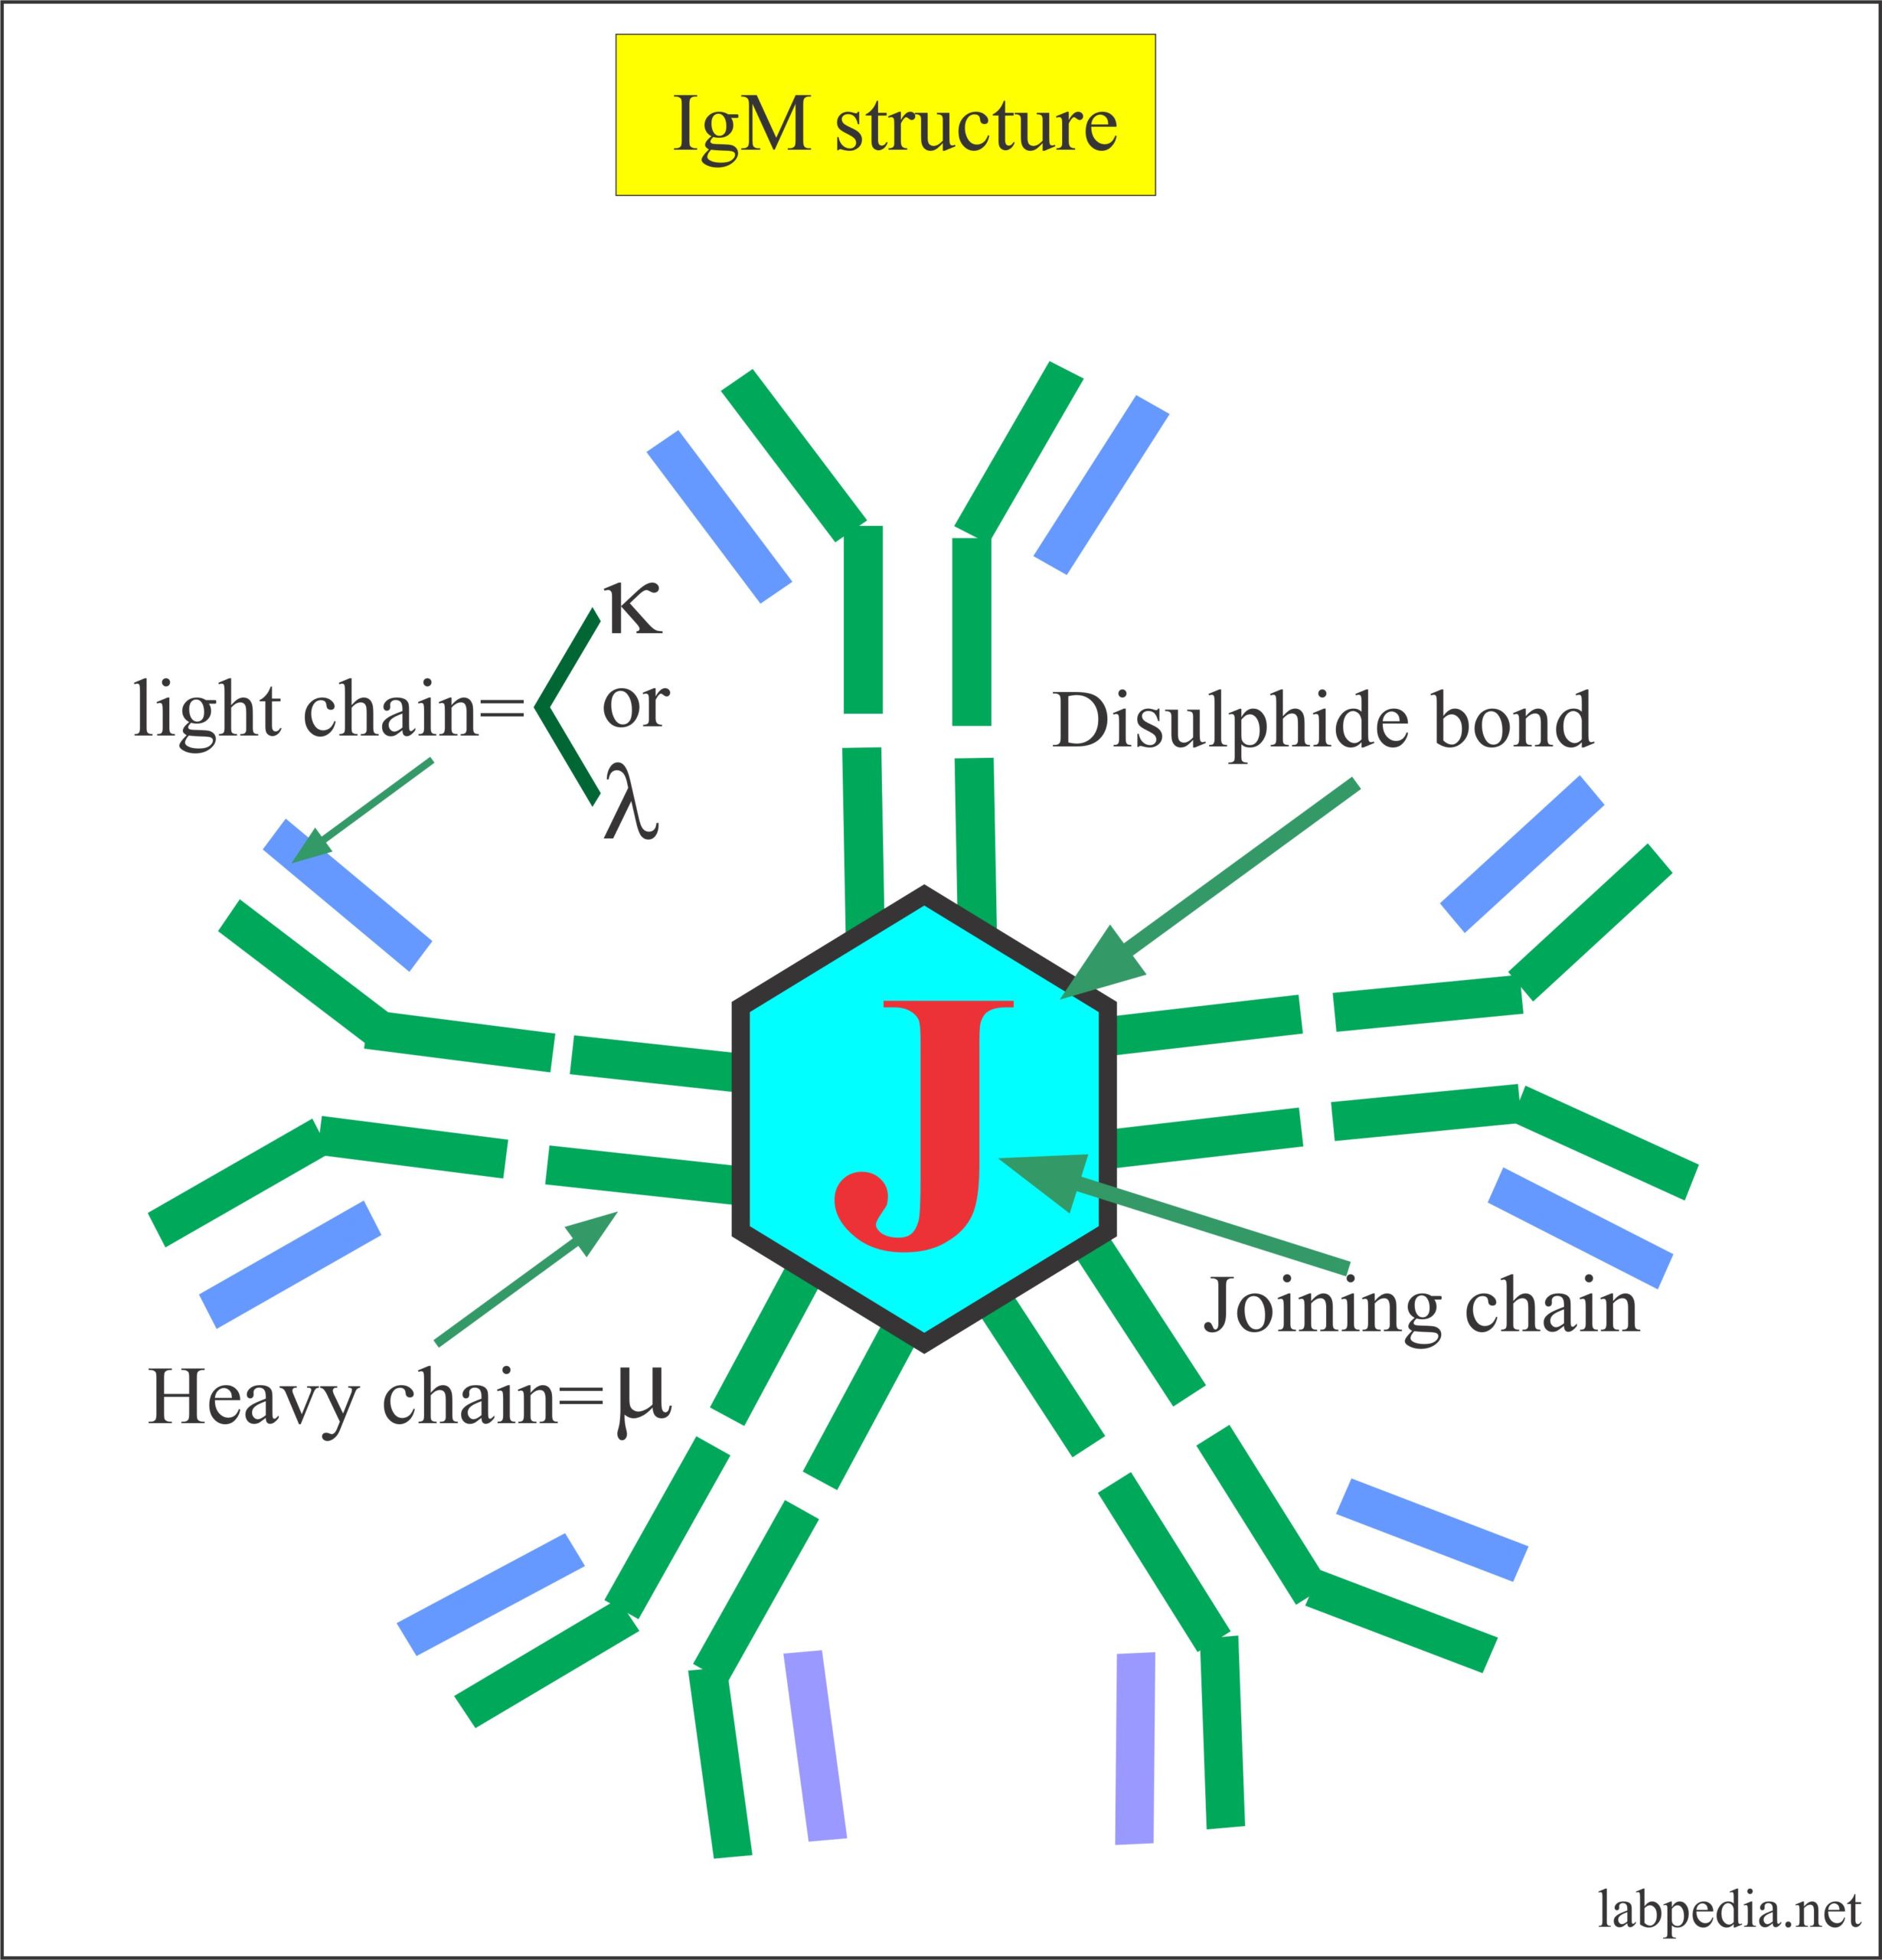 IgM structure
κ
light chain=
or
Disulphide bond
λ
J
Joining chain
Heavy chain=μ
labpedia.net